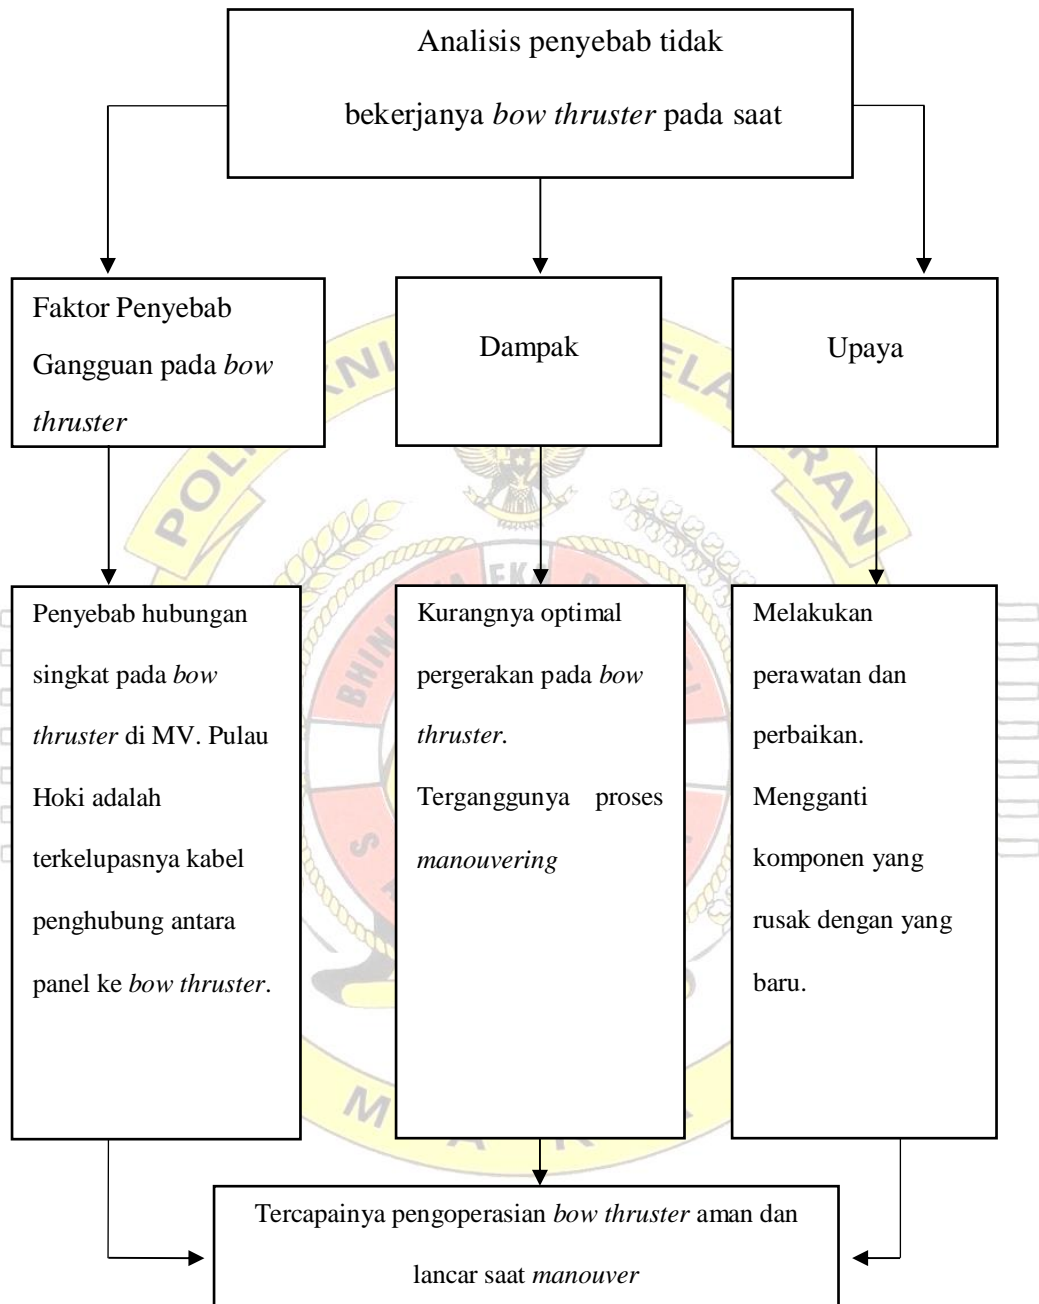 Analisis penyebab tidak
bekerjanya bow thruster pada saat
Faktor Penyebab
Gangguan pada bow
thruster
Dampak
Upaya
Penyebab hubungan
singkat pada bow
thruster di MV. Pulau
Hoki adalah
terkelupasnya kabel
penghubung antara
panel ke bow thruster.
Kurangnya optimal
pergerakan pada bow
thruster.
Terganggunya proses
manouvering
Melakukan
perawatan dan
perbaikan.
Mengganti
komponen yang
rusak dengan yang
baru.
Tercapainya pengoperasian bow thruster aman dan
lancar saat manouver